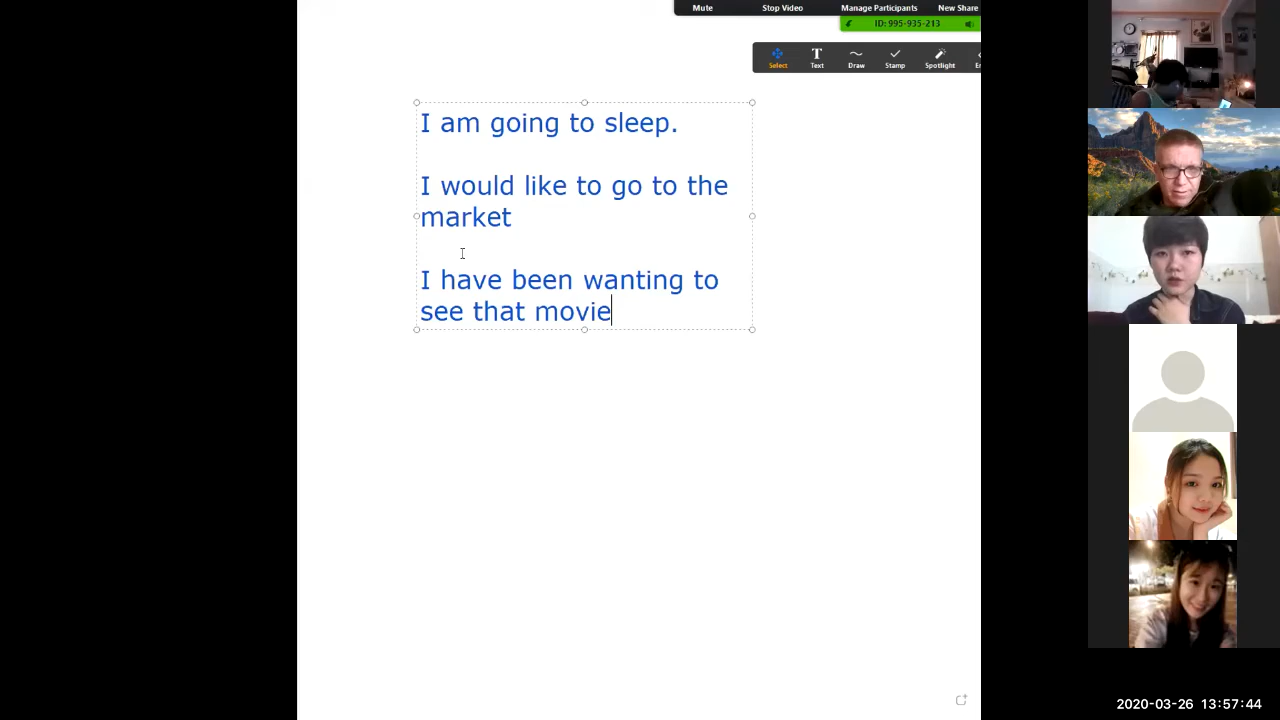 Mute Stop Video Manage Participants New Share
ID: 995-935-213
Select Text Draw Stamp Spotlight
I am going to sleep.
I would like to go to the
market
I have been wanting to
see that movie
2020-03-26 13:57:44